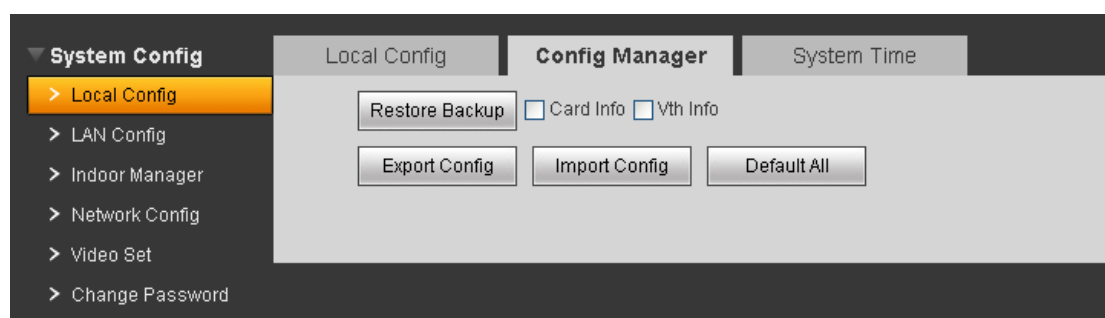 System Config
Local Config
LAN Config
Indoor Manager
Network Config
Video Set
Change Password
Local Config Config Manager System Time
Restore Backup Card Info Vth Info
Export Config Import Config Default All